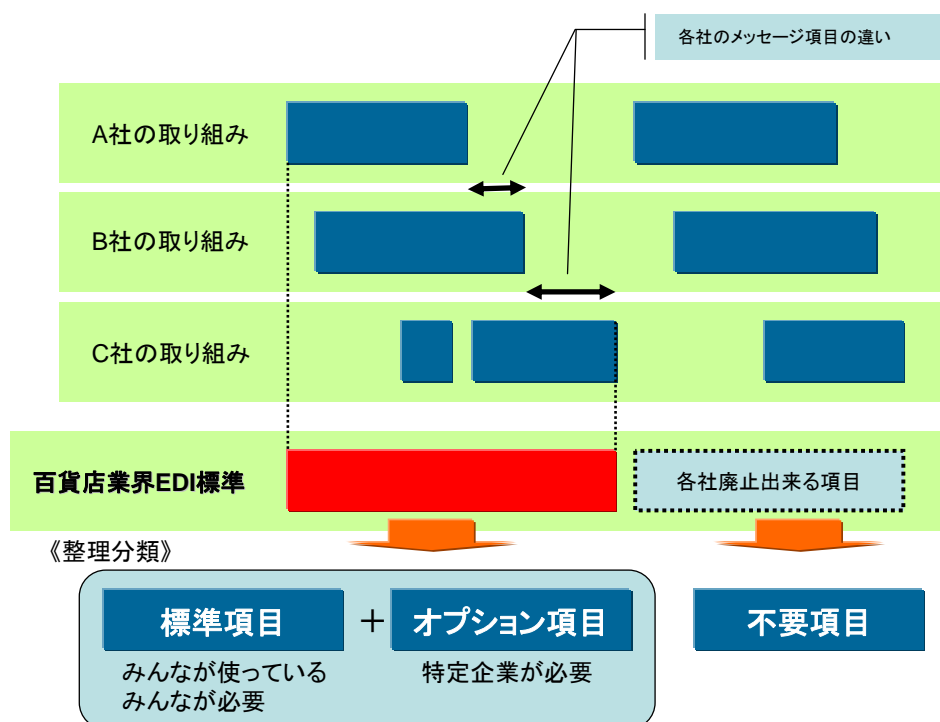 各社のメッセージ項目の違い
A社の取り組み
B社の取り組み
C社の取り組み
百貨店業界EDI標準
各社廃止出来る項目
《整理分類》
標準項目
+
オプション項目
不要項目
みんなが使っている
みんなが必要
特定企業が必要